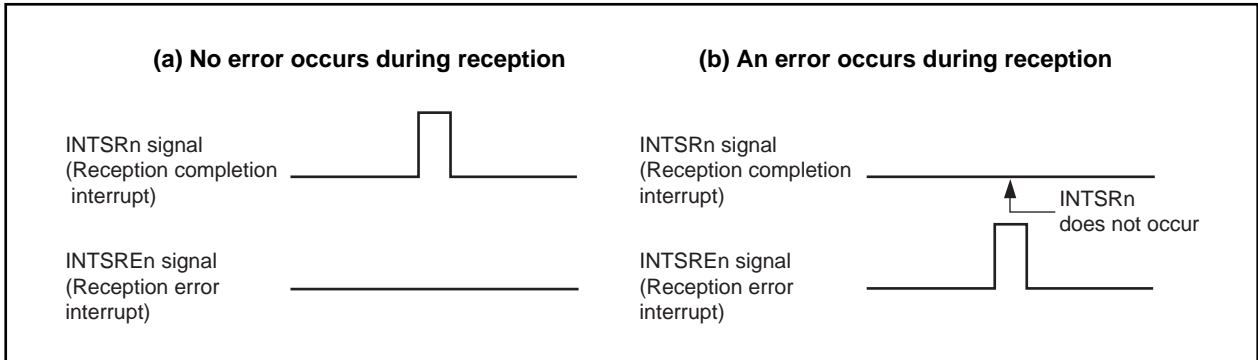 (a) No error occurs during reception
INTSRn signal
(Reception completion
interrupt)
INTSREn signal
(Reception error
interrupt)
(b) An error occurs during reception
INTSRn signal
(Reception completion
interrupt)
INTSRn
does not occur
INTSREn signal
(Reception error
interrupt)